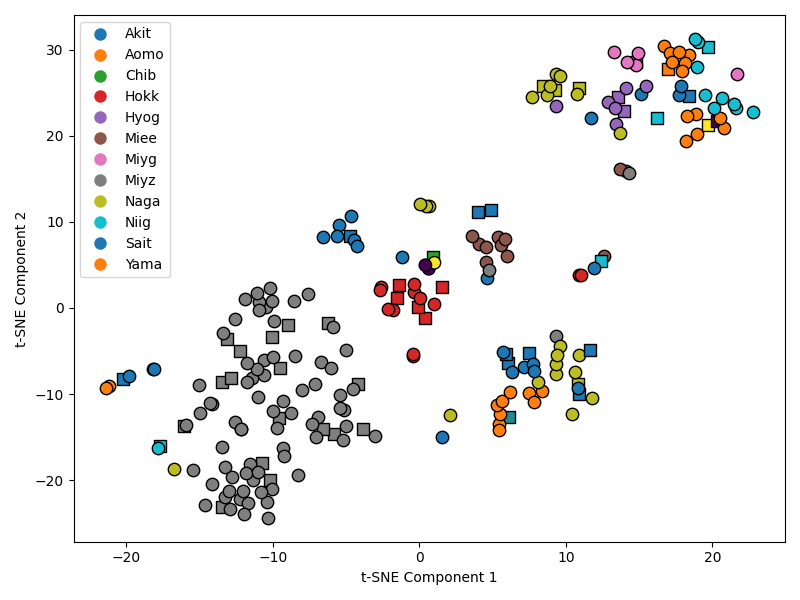 Akit
Aomo
Chib
Hokk
Hyog
Miee
Miyg
Miyz
Naga
Niig
Sait
Yama
30
20
10
0
−10
−20
−20
−10
0
10
20
t-SNE Component 1
t-SNE Component 2